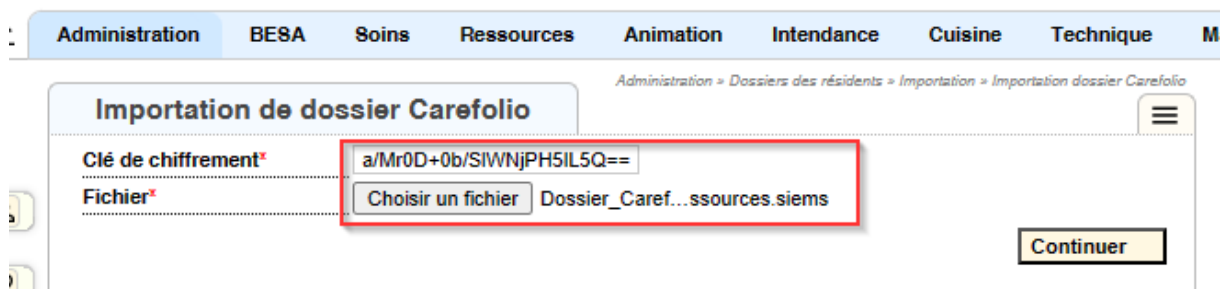 Administration BESA Soins Ressources Animation Intendance Cuisine Technique
Administration » Dossiers des résidents » Importation » Importation dossier Carefolio
Importation de dossier Carefolio
Clé de chiffrement* a/Mr0D+0b/SIWNjPH5IL5Q==
Fichier* Choisir un fichier Dossier_Caref...ssources.siems
Continuer